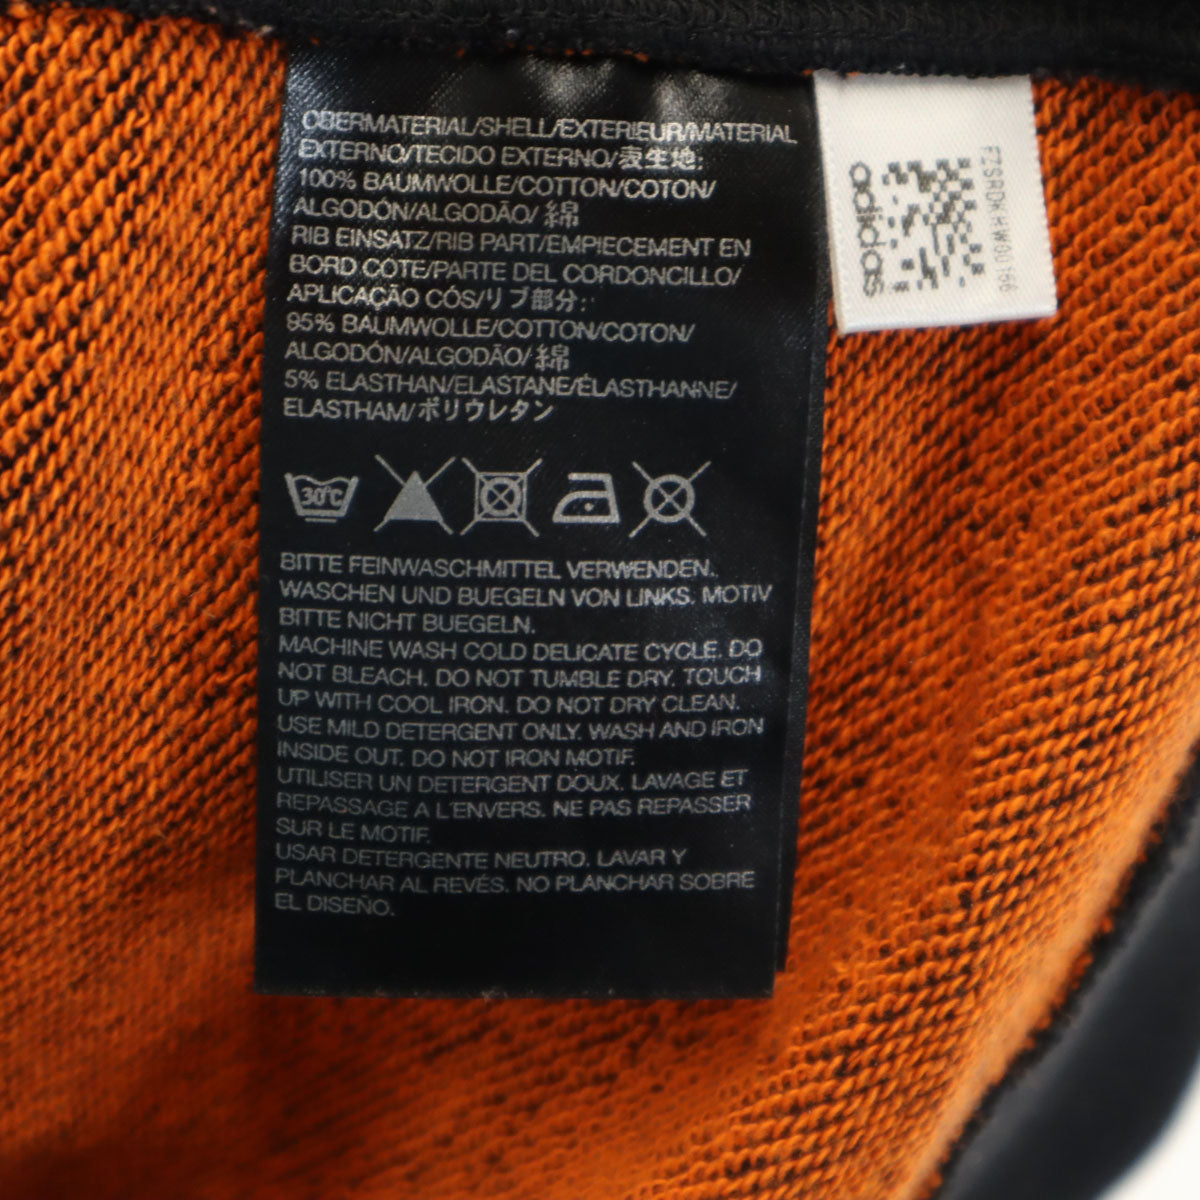 OBERMATERIAL/SHELL/EXTERIEUR/MATERIAL
EXTERNO/TECIDO EXTERNO/表生地:
100% BAUMWOLLE/COTTON/COTON/
ALGODÓN/ALGODÃO/綿
RIB EINSATZ/RIB PART/EMPIECEMENT EN
BORD COTE/PARTE DEL CORDONCILLO/
APLICAÇÃO CÓS/リブ部分:
95% BAUMWOLLE/COTTON/COTON/
ALGODÓN/ALGODÃO/綿
5% ELASTHAN/ELASTANE/ÉLASTHANNE/
ELASTHAM/ポリウレタン
30°C
BITTE FEINWASCHMITTEL VERWENDEN.
WASCHEN UND BUEGELN VON LINKS. MOTIV
BITTE NICHT BUEGELN.
MACHINE WASH COLD DELICATE CYCLE. DO
NOT BLEACH. DO NOT TUMBLE DRY. TOUCH
UP WITH COOL IRON. DO NOT DRY CLEAN.
USE MILD DETERGENT ONLY. WASH AND IRON
INSIDE OUT. DO NOT IRON MOTIF.
UTILISER UN DETERGENT DOUX. LAVAGE ET
REPASSAGE A L'ENVERS. NE PAS REPASSER
SUR LE MOTIF.
USAR DETERGENTE NEUTRO. LAVAR Y
PLANCHAR AL REVÉS. NO PLANCHAR SOBRE
EL DISEÑO.
adidas